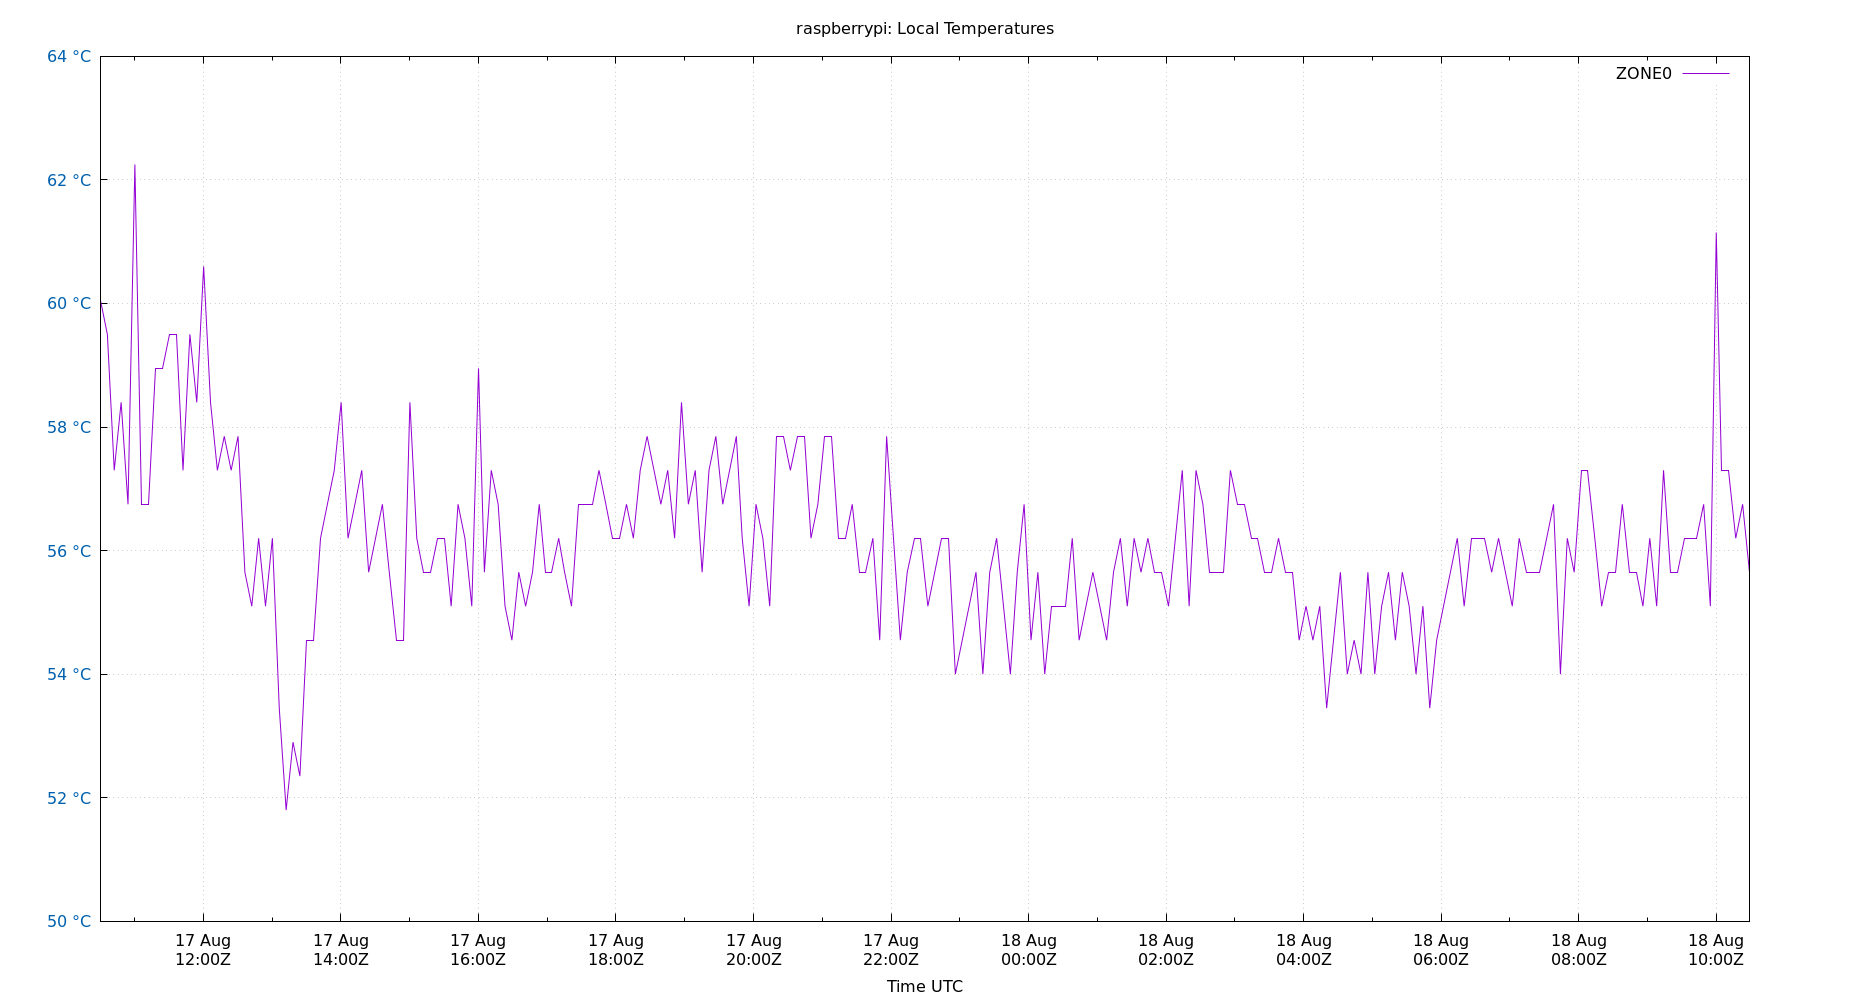 raspberrypi: Local Temperatures
64 °C
ZONE0
62 °C
60 °C
58 °C
56 °C
54 °C
52 °C
50 °C
17 Aug 17 Aug 17 Aug 17 Aug 17 Aug 17 Aug 18 Aug 18 Aug 18 Aug 18 Aug 18 Aug 18 Aug
12:00Z 14:00Z 16:00Z 18:00Z 20:00Z 22:00Z 00:00Z 02:00Z 04:00Z 06:00Z 08:00Z 10:00Z
Time UTC